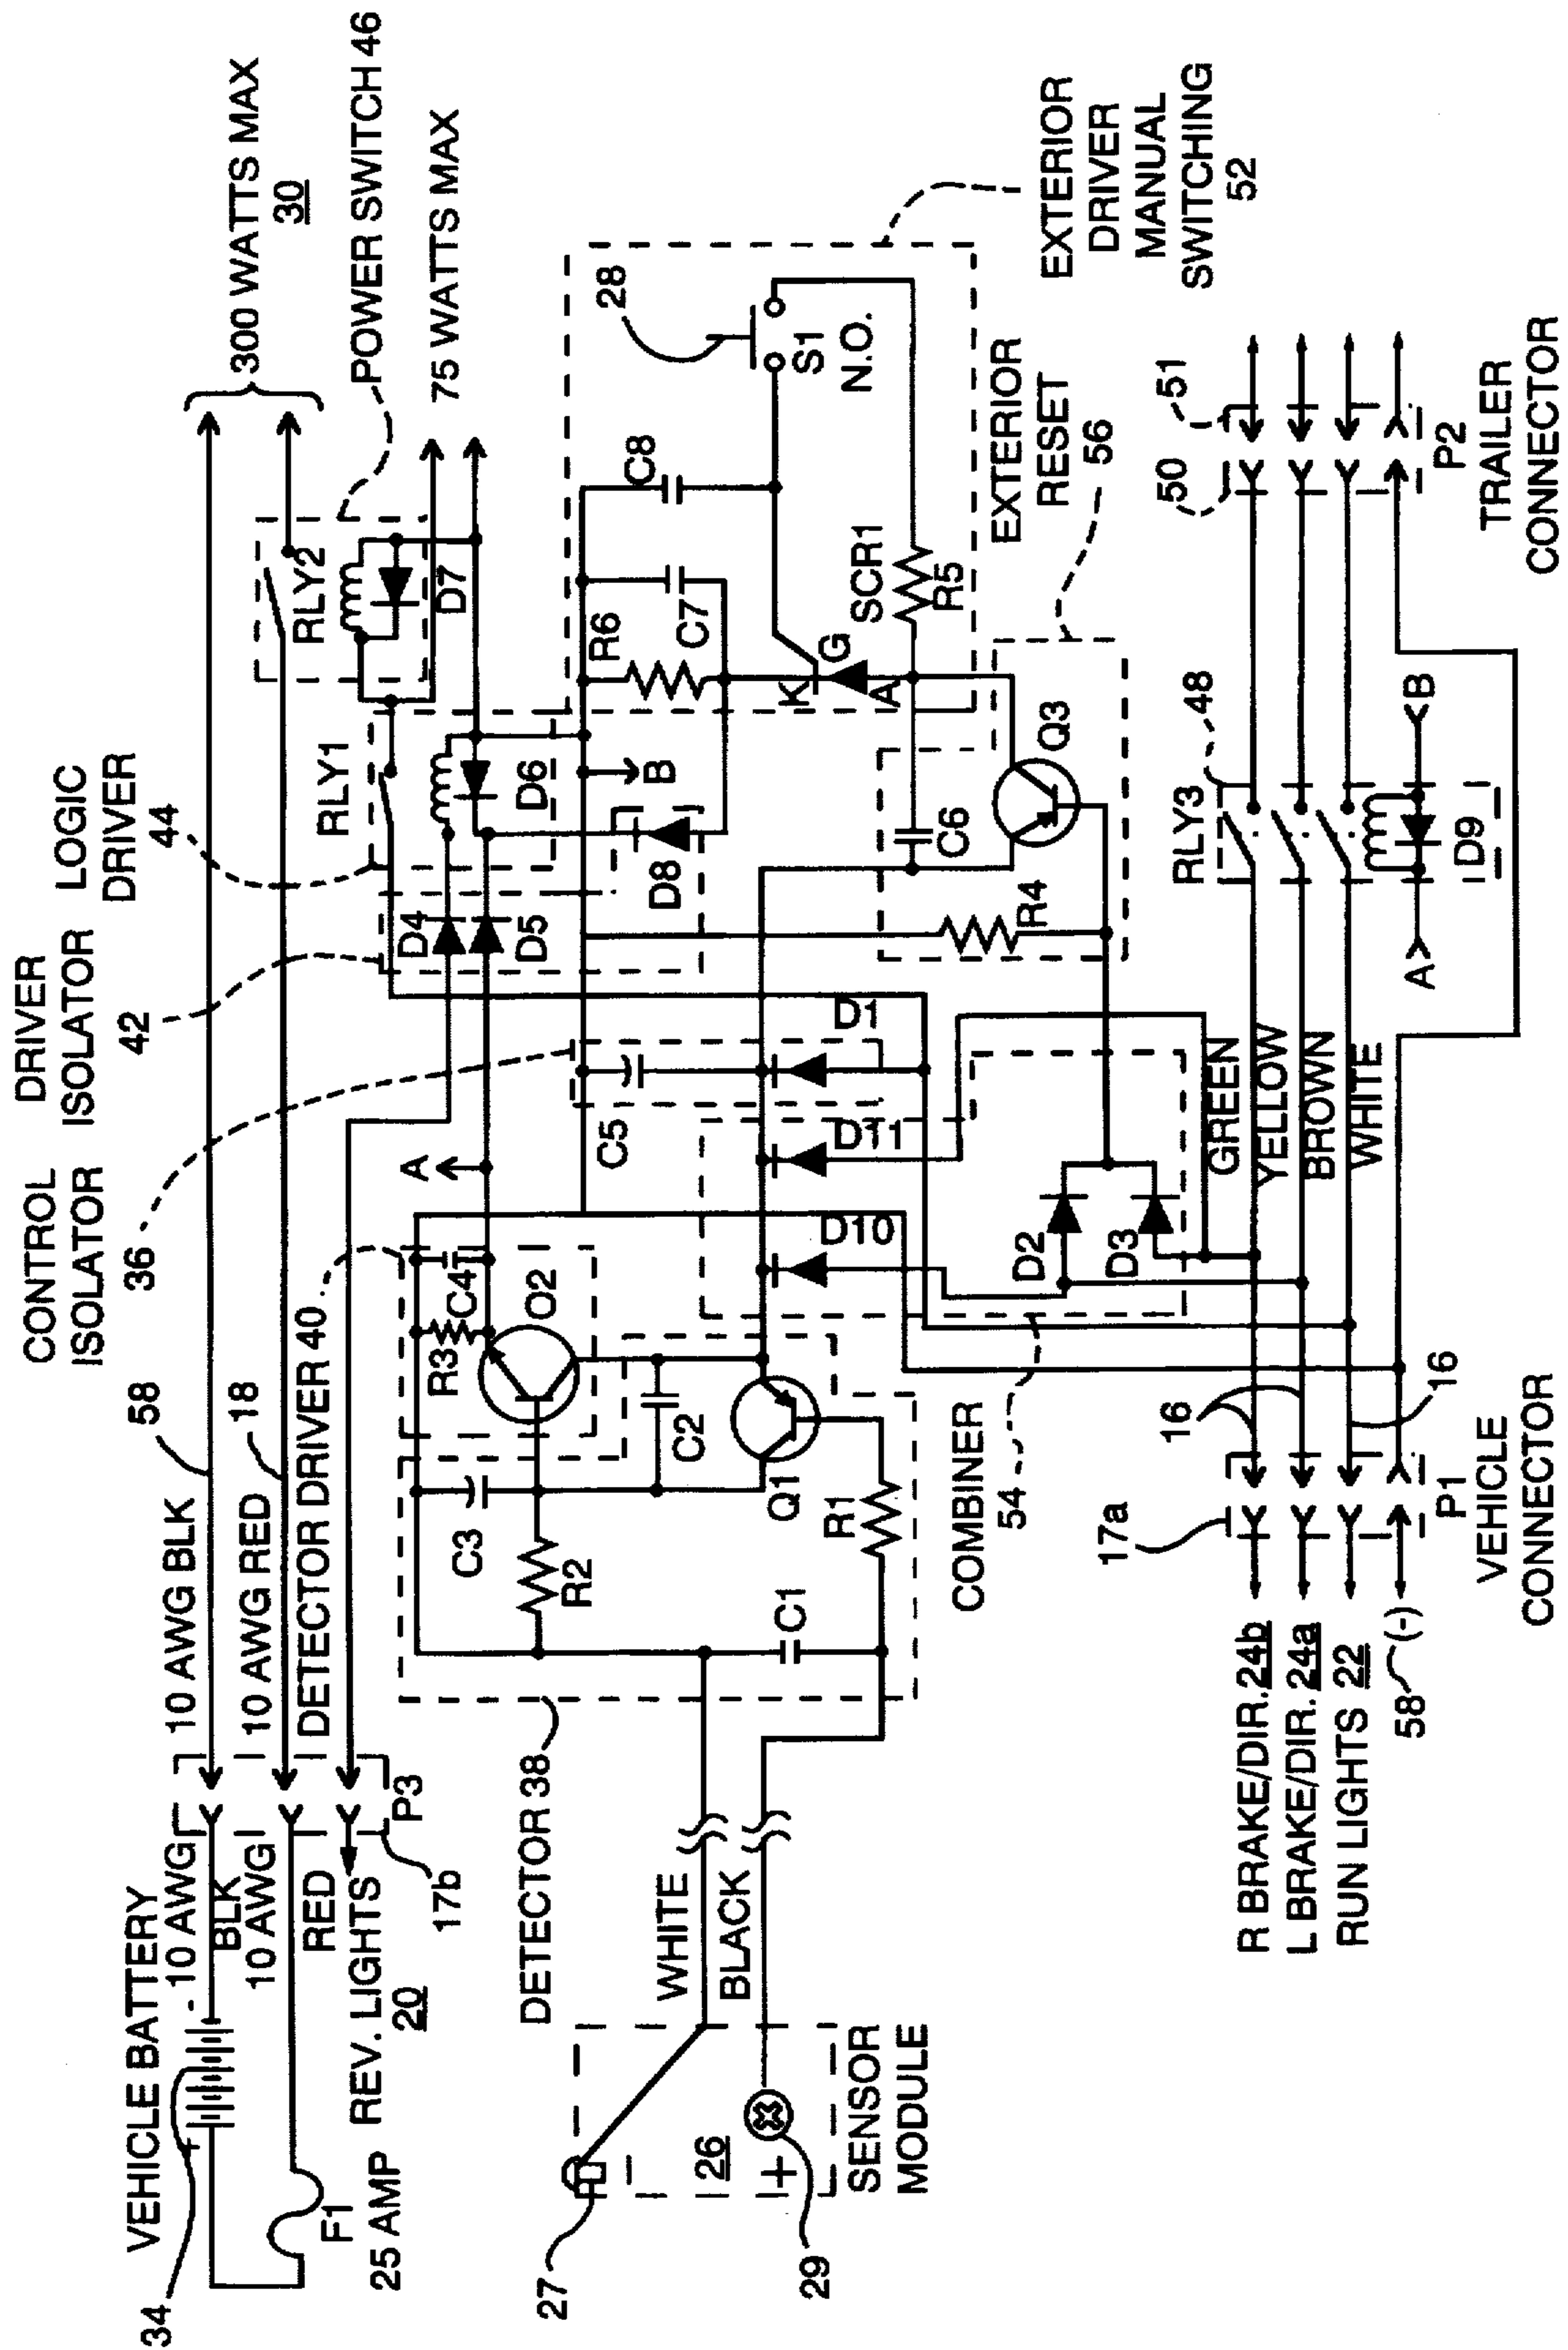 VEHICLE BATTERY
34
F1
25 AMP
- 10 AWG
BLK
10 AWG
RED
REV. LIGHTS
20
17b
P3
10 AWG BLK
58
10 AWG RED
18
300 WATTS MAX
30
POWER SWITCH 46
75 WATTS MAX
CONTROL
ISOLATOR
36
DRIVER
ISOLATOR
42
LOGIC
DRIVER
44
DETECTOR DRIVER 40
RLY1
RLY2
D7
D4
D5
D6
D8
A
B
R3
C4
Q2
C3
R2
C2
Q1
R1
C1
DETECTOR 38
C5
D1
D11
D10
D2
D3
R4
C6
Q3
R6
C7
C8
K
G
A
SCR1
R5
28
S1
N.O.
EXTERIOR
DRIVER
MANUAL
SWITCHING
52
EXTERIOR
RESET
56
COMBINER
54
WHITE
BLACK
27
26
+
29
SENSOR
MODULE
R BRAKE/DIR. 24b
L BRAKE/DIR. 24a
RUN LIGHTS 22
58 (-)
17a
P1
VEHICLE
CONNECTOR
16
16
GREEN
YELLOW
BROWN
WHITE
RLY3
48
A
B
D9
50
51
P2
TRAILER
CONNECTOR